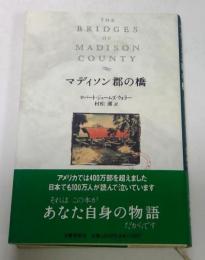 THE
BRIDGES
OF
MADISON
COUNTY
マディソン郡の橋
ロバート・ジェームズ・ウォラー
村松 潔 訳
アメリカでは400万部を超えました
日本でも100万人が読んで泣いています
それは この本が
あなた自身の物語
だからです